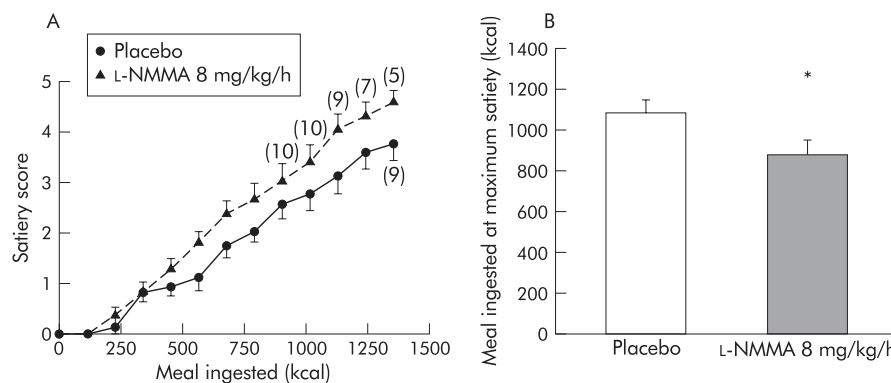 A
Placebo
L-NMMA 8 mg/kg/h
5
4
3
2
1
0
Satiery score
(10)
(10)
(9)
(7)
(5)
(9)
0 250 500 750 1000 1250 1500
Meal ingested (kcal)
B
Meal ingested at maximum satiety (kcal)
1400
1200
1000
800
600
400
200
0
*
Placebo
L-NMMA 8 mg/kg/h